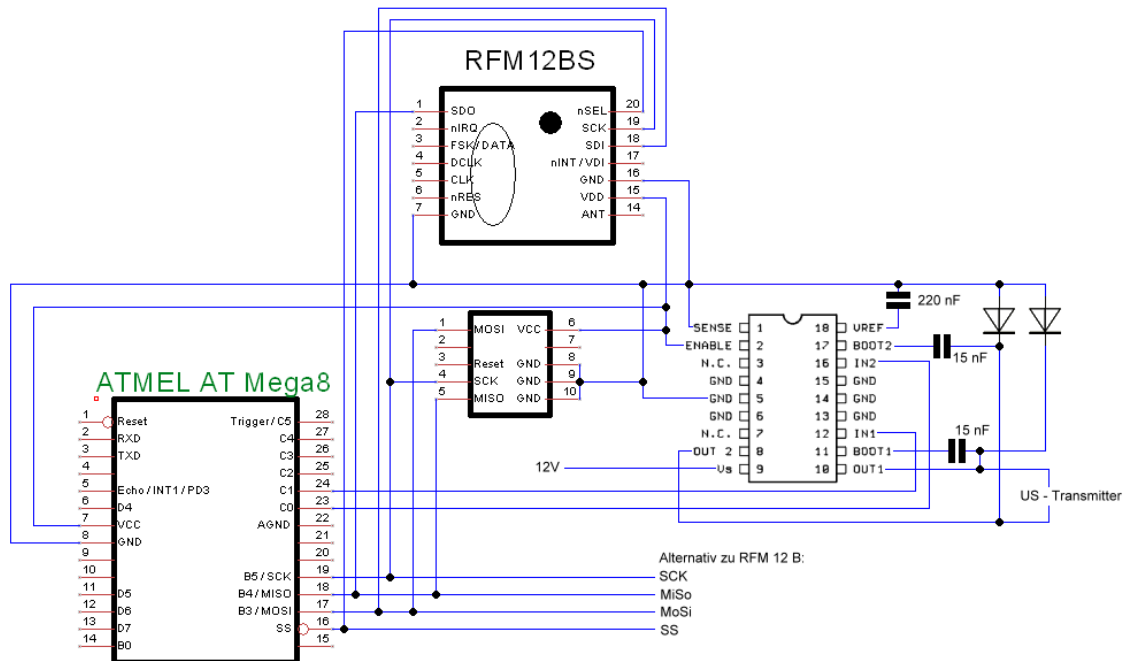 RFM12BS
1 SDO nSEL 20
2 nIRQ SCK 19
3 FSK/DATA SDI 18
4 DCLK nINT/VDI 17
5 CLK GND 16
6 nRES VDD 15
7 GND ANT 14
1 MOSI VCC 6
2 7
3 Reset GND 8
4 SCK GND 9
5 MISO GND 10
220 nF
SENSE 1 18 VREF
ENABLE 2 17 BOOT2
15 nF
N.C. 3 16 IN2
GND 4 15 GND
GND 5 14 GND
GND 6 13 GND
N.C. 7 12 IN1
15 nF
OUT 2 8 11 BOOT1
12V
Vs 9 10 OUT1
US - Transmitter
ATMEL AT Mega8
1 Reset Trigger/C5 28
2 RXD C4 27
3 TXD C3 26
4 C2 25
5 Echo/INT1/PD3 C1 24
6 D4 C0 23
7 VCC AGND 22
8 GND 21
9 20
10 B5/SCK 19
11 D5 B4/MISO 18
12 D6 B3/MOSI 17
13 D7 SS 16
14 B0 15
Alternativ zu RFM 12 B:
SCK
MiSo
MoSi
SS